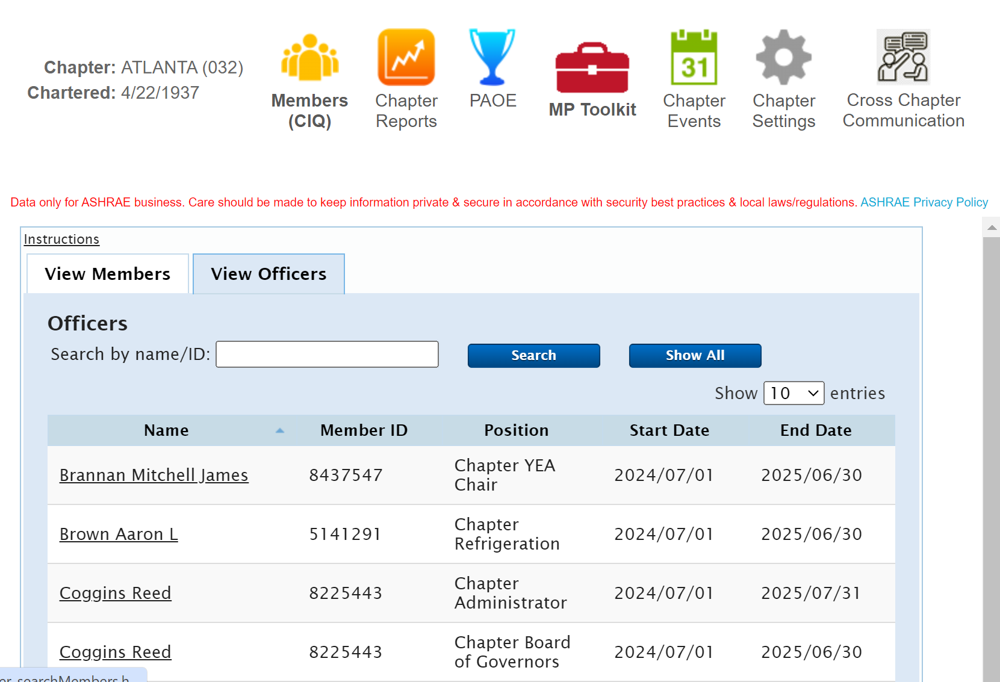 Chapter: ATLANTA (032)
Chartered: 4/22/1937
Members
(CIQ)
Chapter
Reports
PAOE
MP Toolkit
31
Chapter
Events
Chapter
Settings
Cross Chapter
Communication
Data only for ASHRAE business. Care should be made to keep information private & secure in accordance with security best practices & local laws/regulations. ASHRAE Privacy Policy
Instructions
View Members View Officers
Officers
Search by name/ID: Search Show All
Show 10 entries
Name Member ID Position Start Date End Date
Brannan Mitchell James 8437547 Chapter YEA Chair 2024/07/01 2025/06/30
Brown Aaron L 5141291 Chapter Refrigeration 2024/07/01 2025/06/30
Coggins Reed 8225443 Chapter Administrator 2024/07/01 2025/07/31
Coggins Reed 8225443 Chapter Board of Governors 2024/07/01 2025/06/30